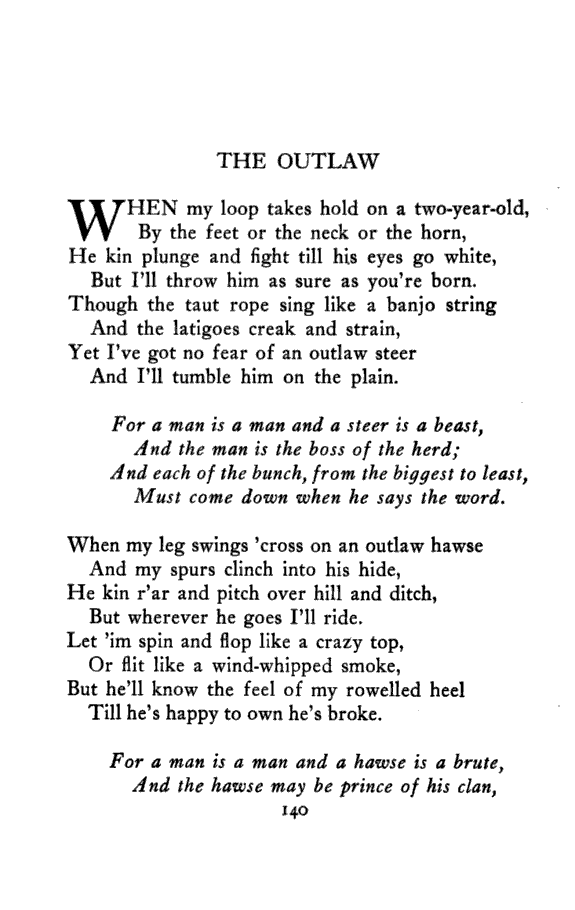 THE OUTLAW
WHEN my loop takes hold on a two-year-old,
By the feet or the neck or the horn,
He kin plunge and fight till his eyes go white,
But I'll throw him as sure as you're born.
Though the taut rope sing like a banjo string
And the latigoes creak and strain,
Yet I've got no fear of an outlaw steer
And I'll tumble him on the plain.
For a man is a man and a steer is a beast,
And the man is the boss of the herd;
And each of the bunch, from the biggest to least,
Must come down when he says the word.
When my leg swings 'cross on an outlaw hawse
And my spurs clinch into his hide,
He kin r'ar and pitch over hill and ditch,
But wherever he goes I'll ride.
Let 'im spin and flop like a crazy top,
Or flit like a wind-whipped smoke,
But he'll know the feel of my rowelled heel
Till he's happy to own he's broke.
For a man is a man and a hawse is a brute,
And the hawse may be prince of his clan,
140